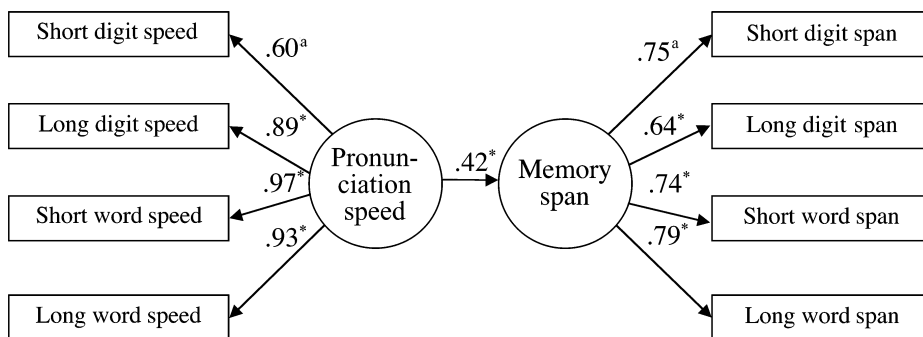 Short digit speed
.60ᵃ
.75ᵃ
Short digit span
Long digit speed
.89*
.64*
Long digit span
Pronun-
ciation
speed
.42*
Memory
span
.97*
.74*
Short word speed
Short word span
.93*
.79*
Long word speed
Long word span